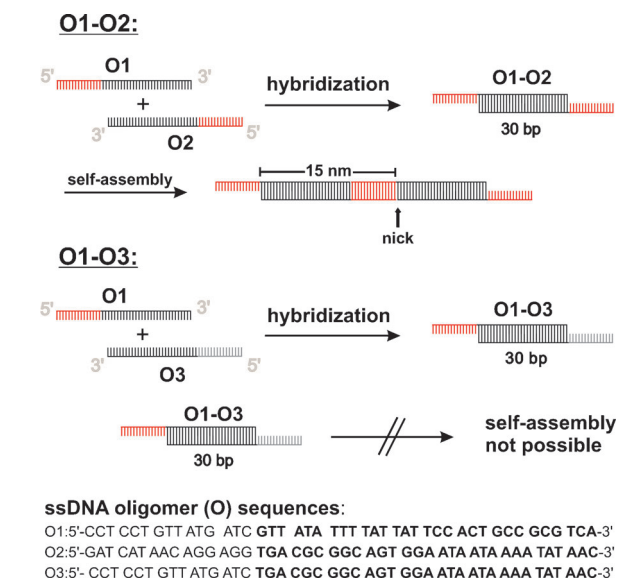 O1-O2:
5' O1 3'
+
3' O2 5'
hybridization
O1-O2
30 bp
self-assembly
15 nm
nick
O1-O3:
5' O1 3'
+
3' O3 5'
hybridization
O1-O3
30 bp
O1-O3
30 bp
self-assembly
not possible
ssDNA oligomer (O) sequences:
O1:5'-CCT CCT GTT ATG ATC GTT ATA TTT TAT TAT TCC ACT GCC GCG TCA-3'
O2:5'-GAT CAT AAC AGG AGG TGA CGC GGC AGT GGA ATA ATA AAA TAT AAC-3'
O3:5'- CCT CCT GTT ATG ATC TGA CGC GGC AGT GGA ATA ATA AAA TAT AAC-3'